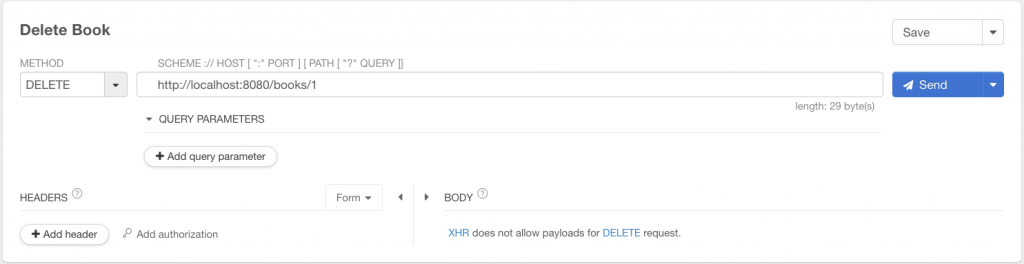 Delete Book
Save
METHOD
SCHEME :// HOST [ ":" PORT ] [ PATH [ "?" QUERY ]]
DELETE
http://localhost:8080/books/1
Send
length: 29 byte(s)
QUERY PARAMETERS
+ Add query parameter
HEADERS ?
Form
BODY ?
+ Add header
Add authorization
XHR does not allow payloads for DELETE request.